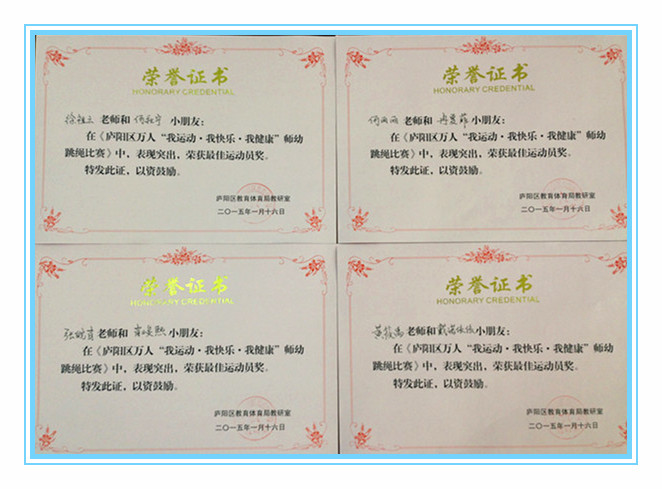 荣誉证书
HONORARY CREDENTIAL
老师和 小朋友:
在《庐阳区万人“我运动·我快乐·我健康”师幼
跳绳比赛》中,表现突出,荣获最佳运动员奖。
特发此证,以资鼓励。
庐阳区教育体育局教研室
二〇一五年一月十六日
荣誉证书
HONORARY CREDENTIAL
老师和 小朋友:
在《庐阳区万人“我运动·我快乐·我健康”师幼
跳绳比赛》中,表现突出,荣获最佳运动员奖。
特发此证,以资鼓励。
庐阳区教育体育局教研室
二〇一五年一月十六日
荣誉证书
HONORARY CREDENTIAL
老师和 小朋友:
在《庐阳区万人“我运动·我快乐·我健康”师幼
跳绳比赛》中,表现突出,荣获最佳运动员奖。
特发此证,以资鼓励。
庐阳区教育体育局教研室
二〇一五年一月十六日
荣誉证书
HONORARY CREDENTIAL
老师和 小朋友:
在《庐阳区万人“我运动·我快乐·我健康”师幼
跳绳比赛》中,表现突出,荣获最佳运动员奖。
特发此证,以资鼓励。
庐阳区教育体育局教研室
二〇一五年一月十六日